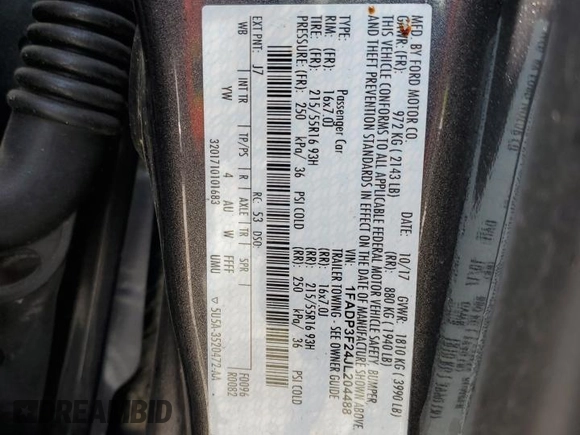 MFD. BY FORD MOTOR CO.
DATE: 10/17 GVWR: 1810 KG ( 3990 LB)
GAWR: (FR): 972 KG ( 2143 LB) (RR): 880 KG ( 1940 LB)
THIS VEHICLE CONFORMS TO ALL APPLICABLE FEDERAL MOTOR VEHICLE SAFETY, BUMPER,
AND THEFT PREVENTION STANDARDS IN EFFECT ON THE DATE OF MANUFACTURE SHOWN ABOVE.
VIN: 1FADP3F24JL204488
Passenger Car TRAILER TOWING - SEE OWNER GUIDE
RIM: (FR): 16x7.0J (RR): 16x7.0J
TIRE: (FR): 215/55R16 93H (RR): 215/55R16 93H
PRESSURE: (FR): 250 kPa/ 36 PSI COLD (RR): 250 kPa/ 36 PSI COLD
EXT PNT: J7 RC: 53 DSO: F0096
WB INT TR TP/PS R AXLE TR SPR R0082
YW 4 AU W FFFF
3201710101683 UMU ▽ 5U5A-3520472-AA
DREAMBID